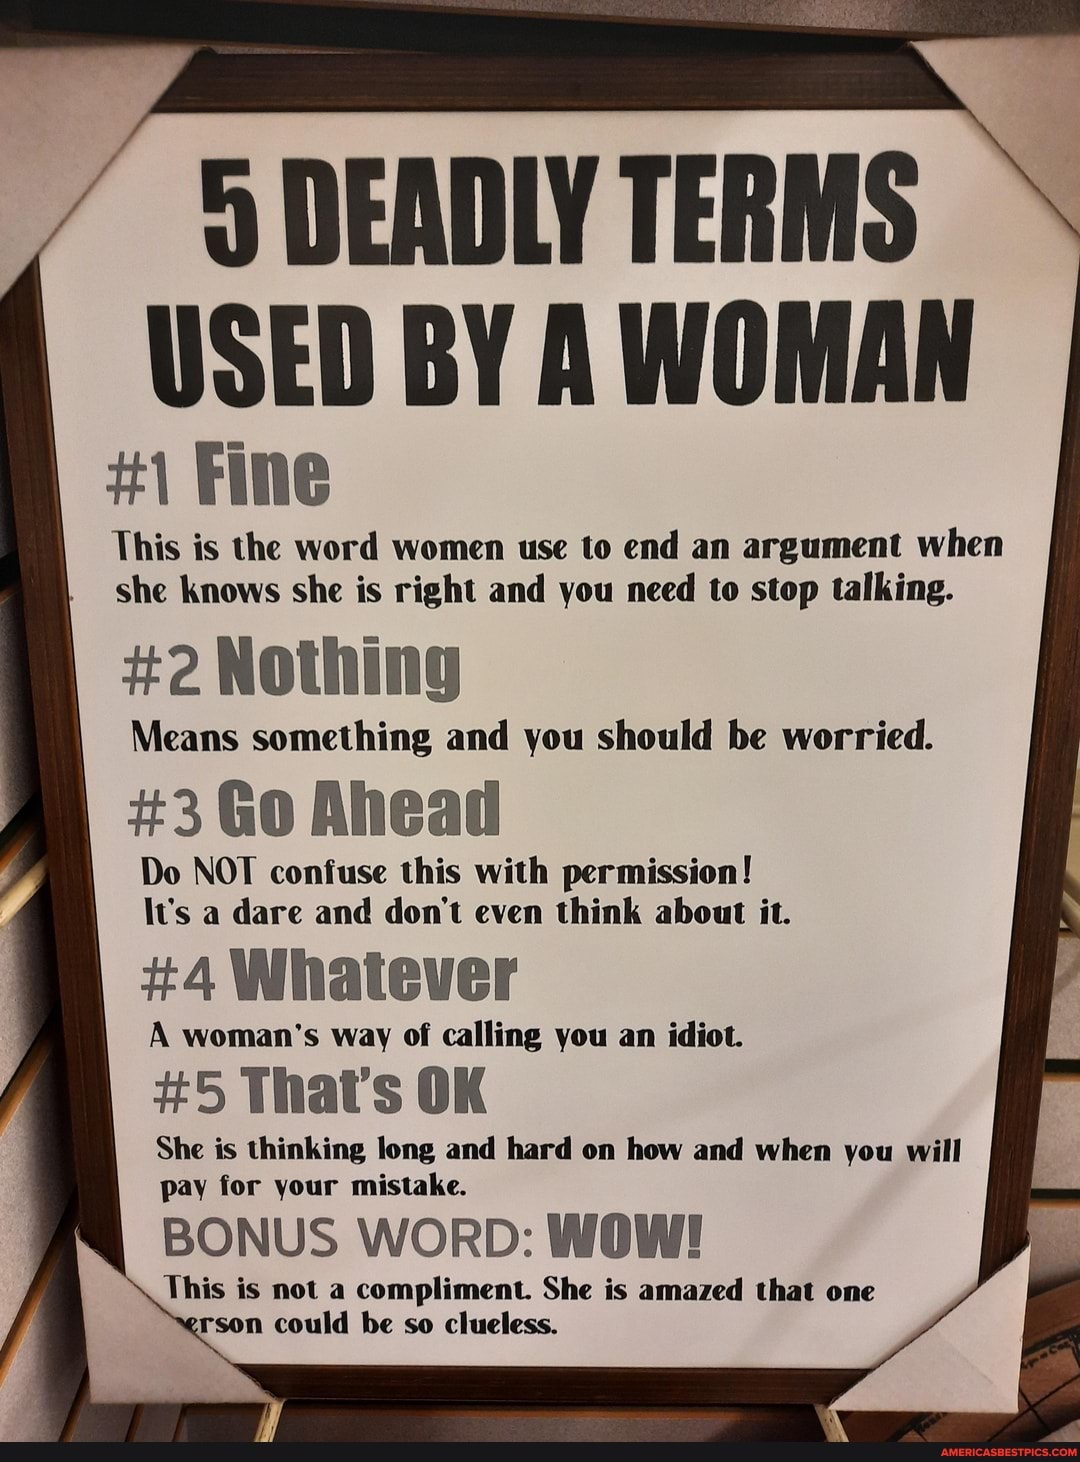 5 DEADLY TERMS
USED BY A WOMAN
#1 Fine
This is the word women use to end an argument when
she knows she is right and you need to stop talking.
#2 Nothing
Means something and you should be worried.
#3 Go Ahead
Do NOT confuse this with permission!
It's a dare and don't even think about it.
#4 Whatever
A woman's way of calling you an idiot.
#5 That's OK
She is thinking long and hard on how and when you will
pay for your mistake.
BONUS WORD: WOW!
This is not a compliment. She is amazed that one
erson could be so clueless.
AMERICASBESTPICS.COM